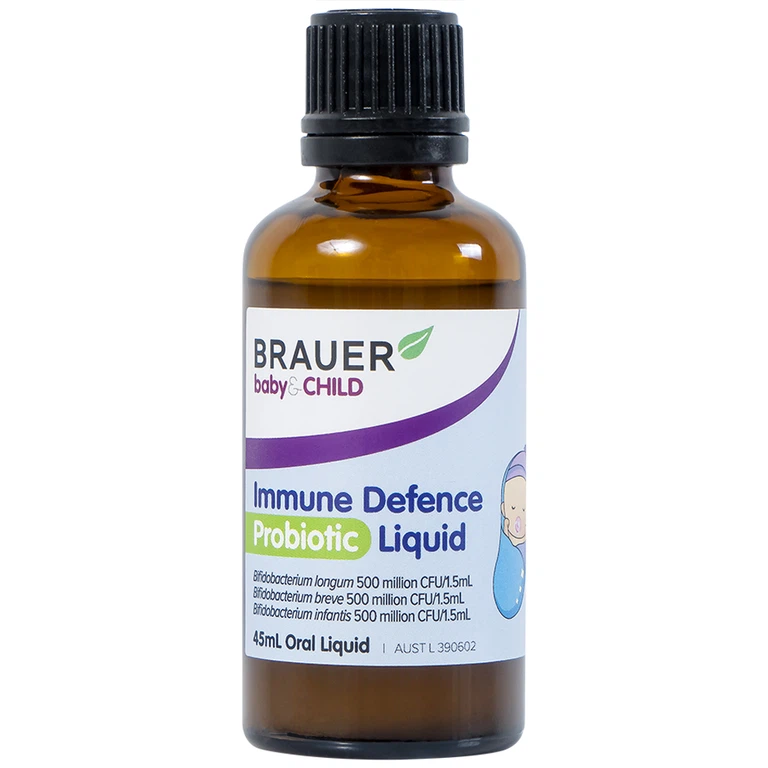 BRAUER
baby&CHILD
Immune Defence
Probiotic Liquid
Bifidobacterium longum 500 million CFU/1.5mL
Bifidobacterium breve 500 million CFU/1.5mL
Bifidobacterium infantis 500 million CFU/1.5mL
45mL Oral Liquid | AUST L 390602